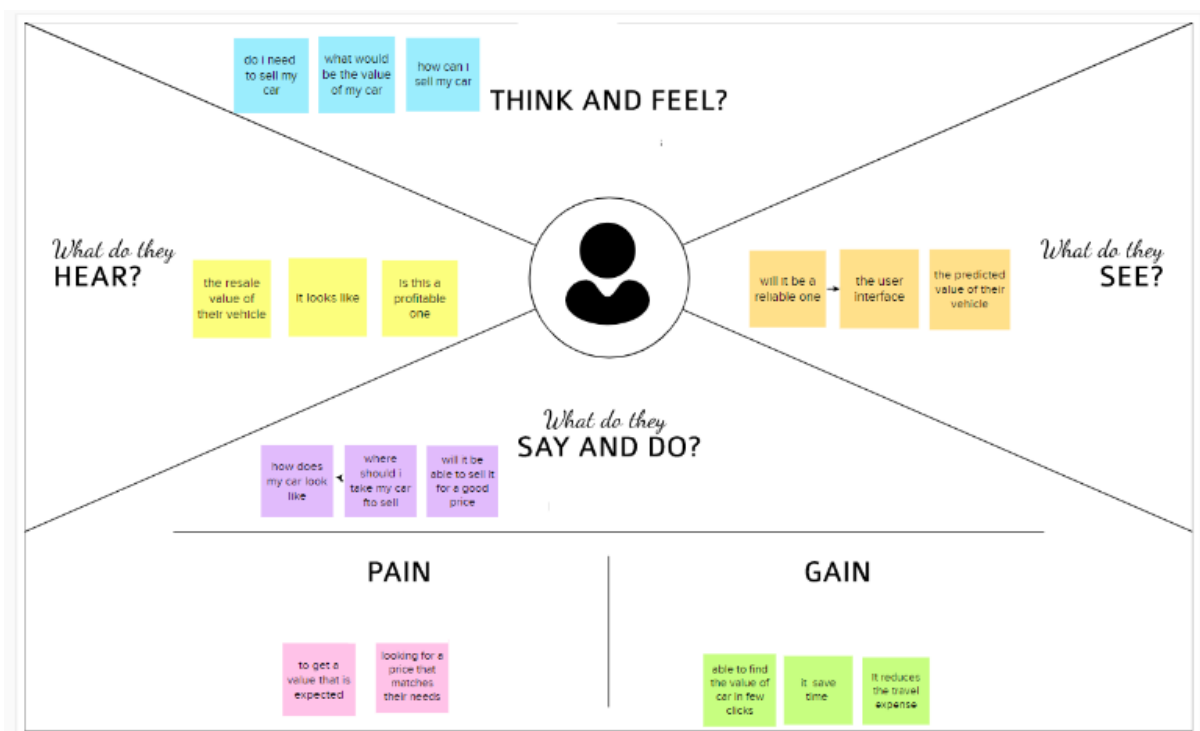 do i need
to sell my
car
what would
be the value
of my car
how can i
sell my car
THINK AND FEEL?
What do they
HEAR?
the resale
value of
their vehicle
it looks like
Is this a
profitable
one
What do they
SEE?
will it be a
reliable one
the user
interface
the predicted
value of their
vehicle
What do they
SAY AND DO?
how does
my car look
like
where
should i
take my car
fto sell
will it be
able to sell it
for a good
price
PAIN
to get a
value that is
expected
looking for a
price that
matches
their needs
GAIN
able to find
the value of
car in few
clicks
it save
time
It reduces
the travel
expense